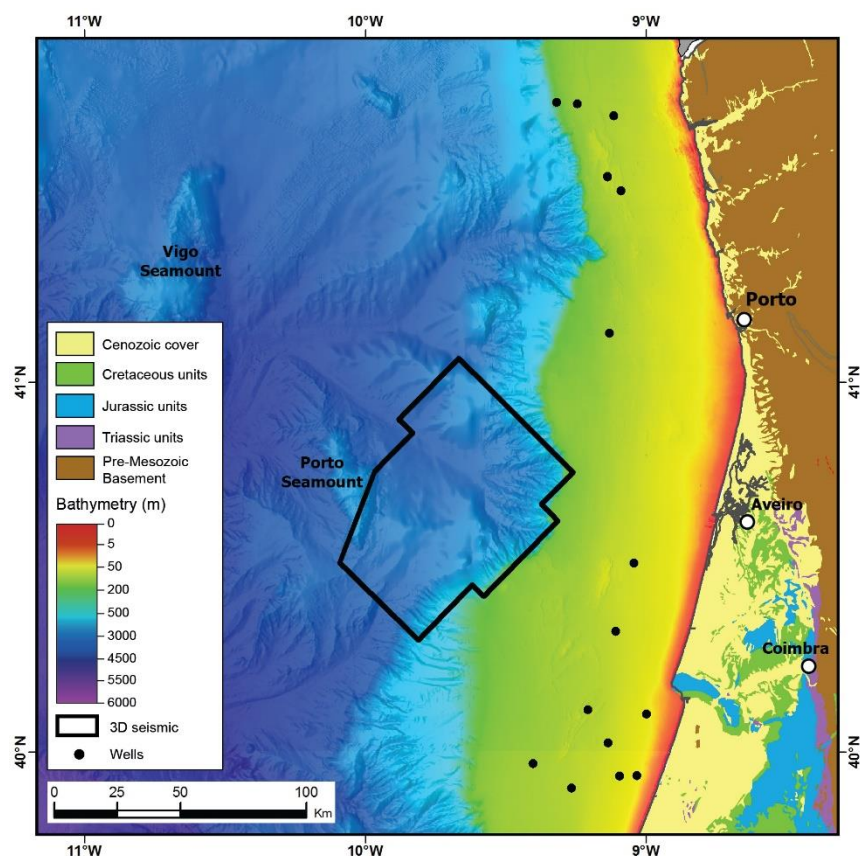 11°W
10°W
9°W
Vigo
Seamount
Porto
41°N
41°N
Cenozoic cover
Cretaceous units
Jurassic units
Triassic units
Pre-Mesozoic
Basement
Bathymetry (m)
0
5
50
200
500
3000
4500
5500
6000
3D seismic
Wells
0
25
50
100
Km
Porto
Seamount
Aveiro
Coimbra
40°N
40°N
11°W
10°W
9°W